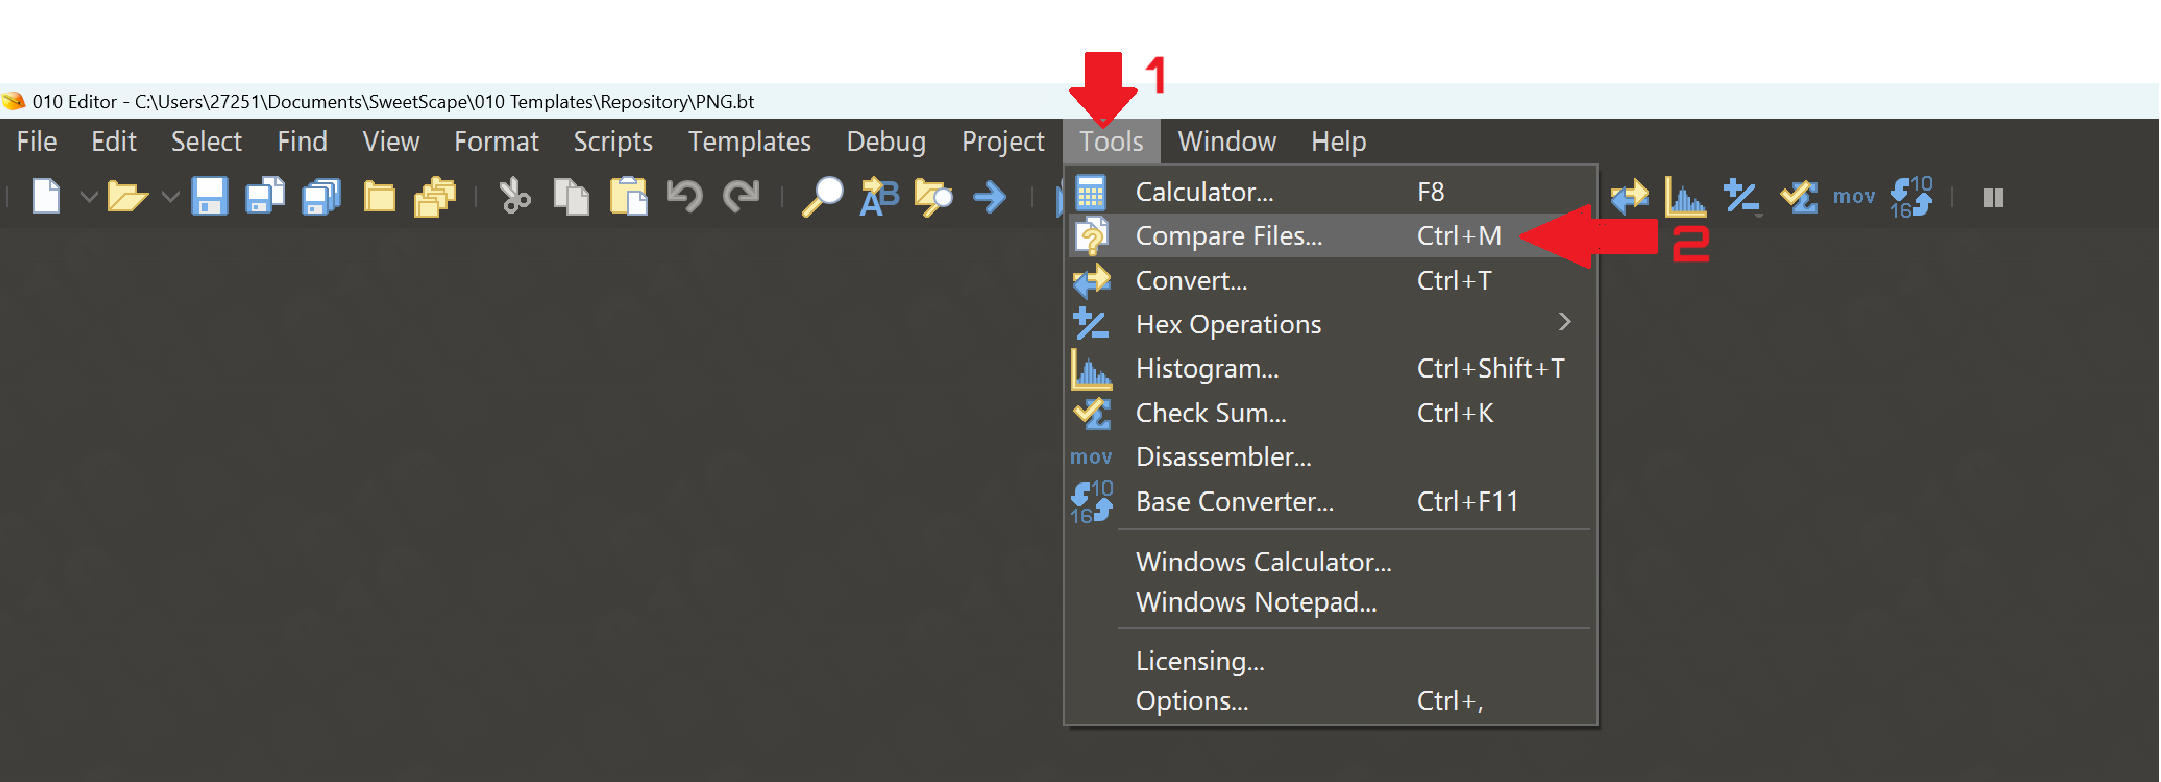 1
010 Editor - C:\Users\27251\Documents\SweetScape\010 Templates\Repository\PNG.bt
File Edit Select Find View Format Scripts Templates Debug Project Tools Window Help
AB
mov
10
16
Calculator... F8
Compare Files... Ctrl+M
2
Convert... Ctrl+T
Hex Operations >
Histogram... Ctrl+Shift+T
Check Sum... Ctrl+K
mov Disassembler...
10
16
Base Converter... Ctrl+F11
Windows Calculator...
Windows Notepad...
Licensing...
Options... Ctrl+,